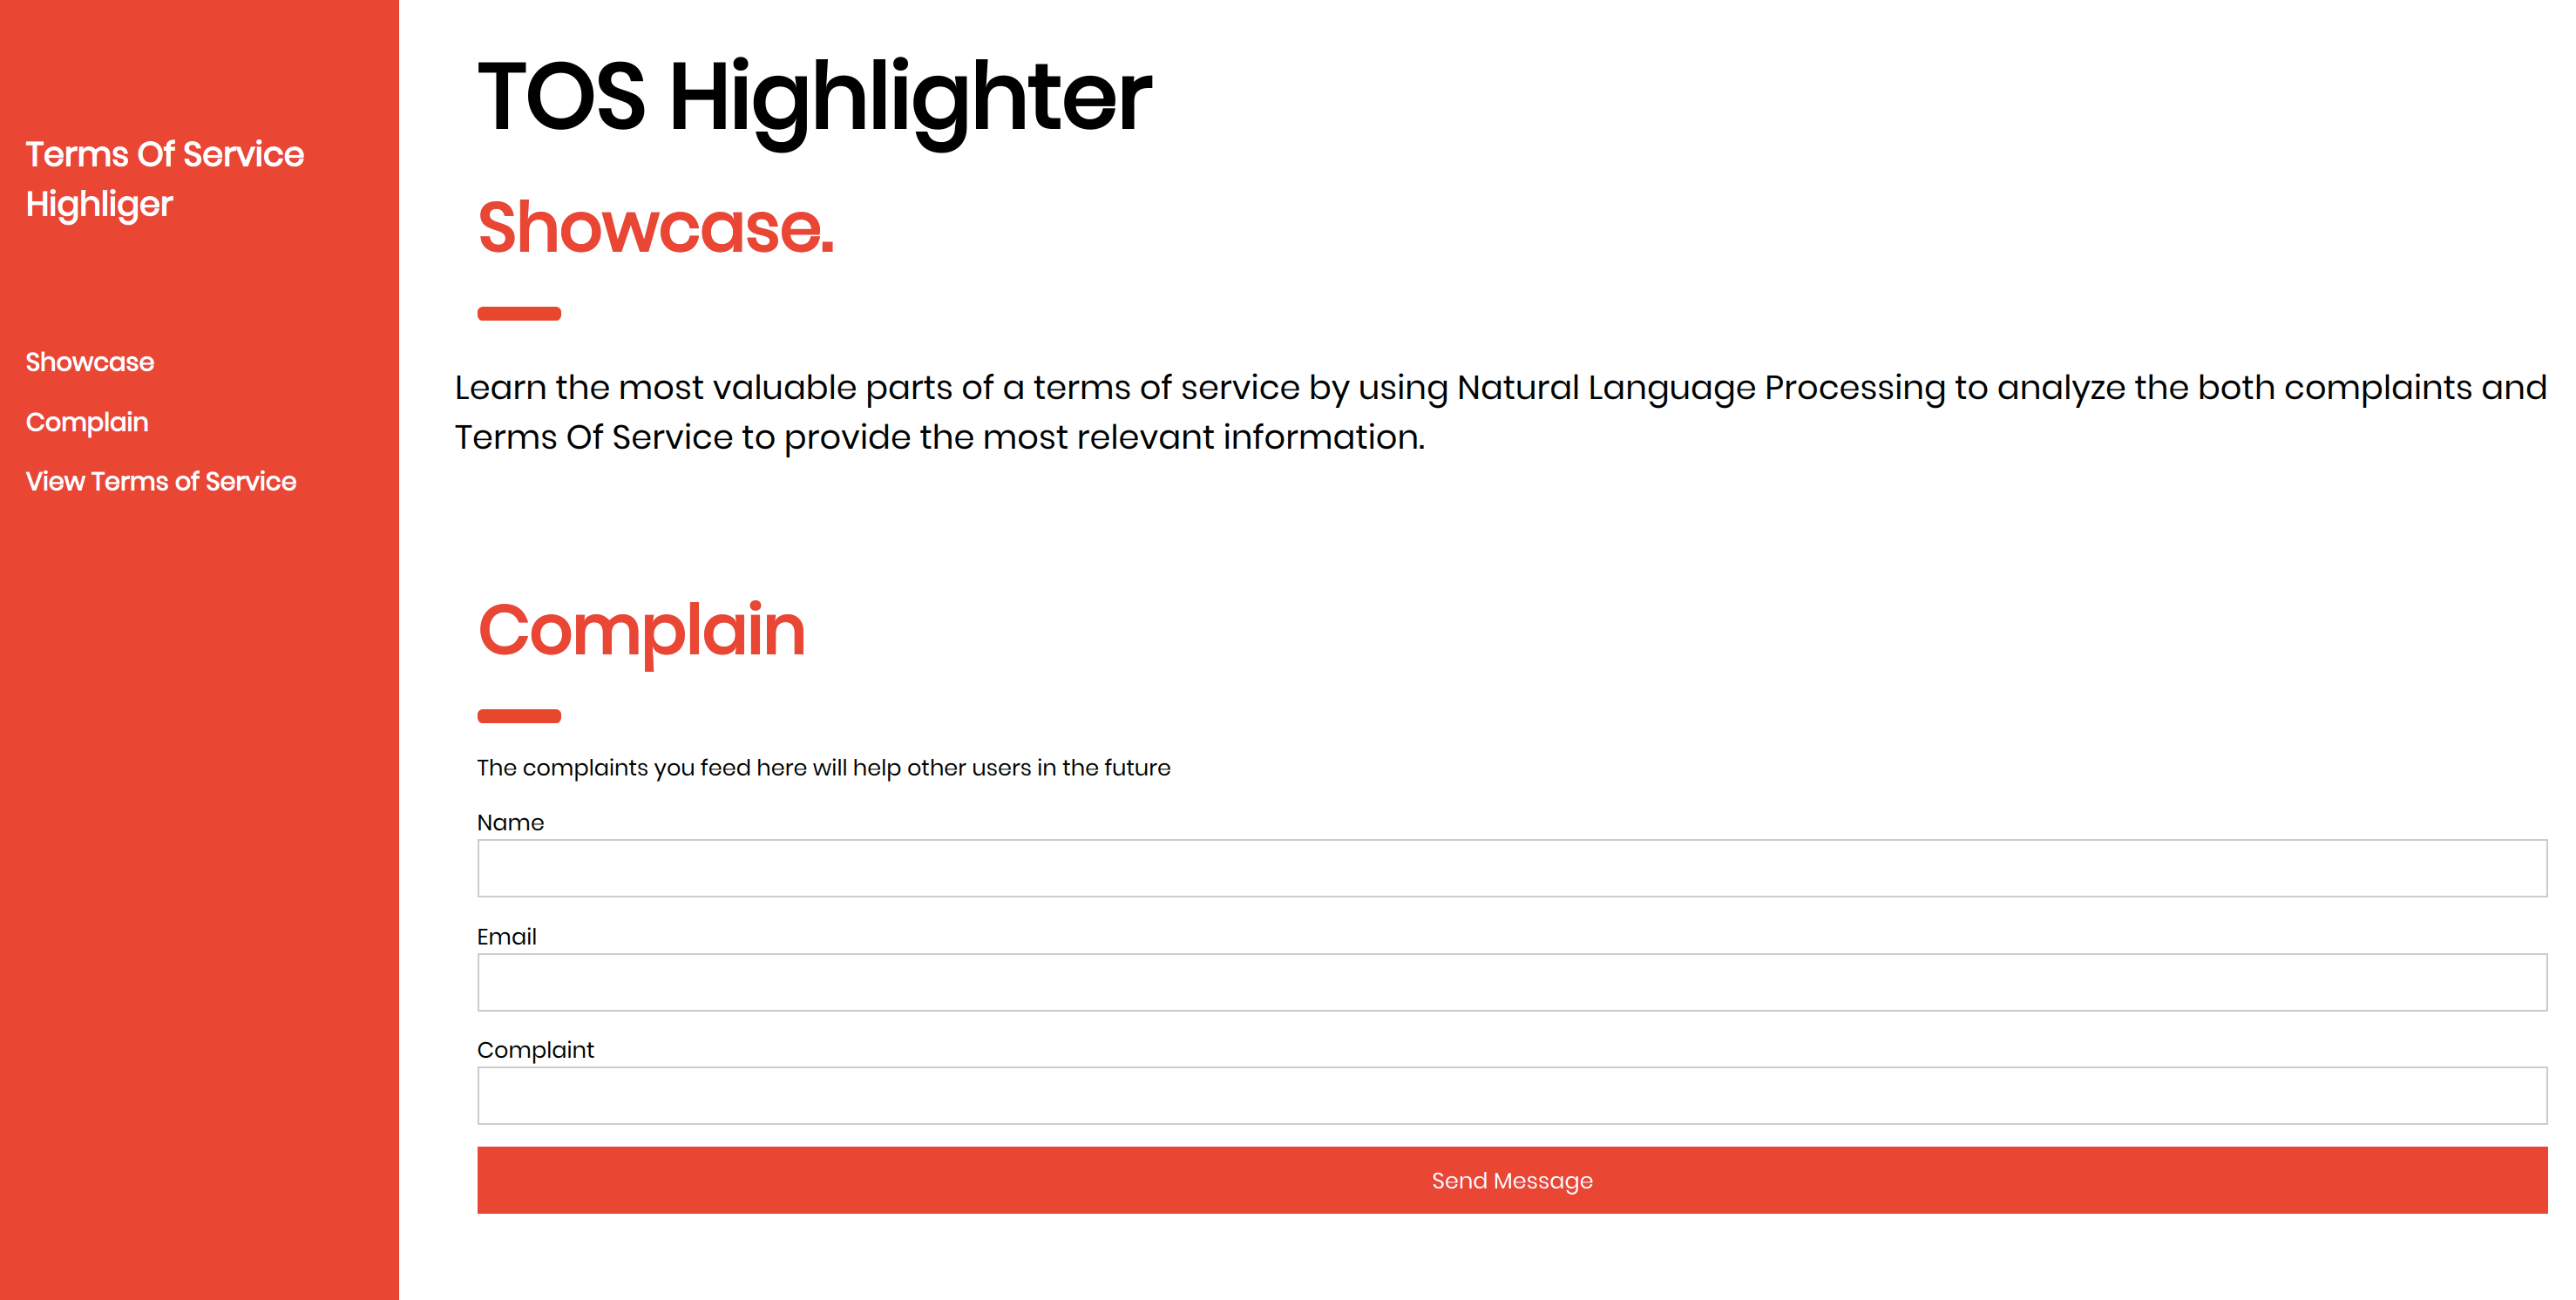 Terms Of Service
Highliger
Showcase
Complain
View Terms of Service
TOS Highlighter
Showcase.
Learn the most valuable parts of a terms of service by using Natural Language Processing to analyze the both complaints and
Terms Of Service to provide the most relevant information.
Complain
The complaints you feed here will help other users in the future
Name
Email
Complaint
Send Message